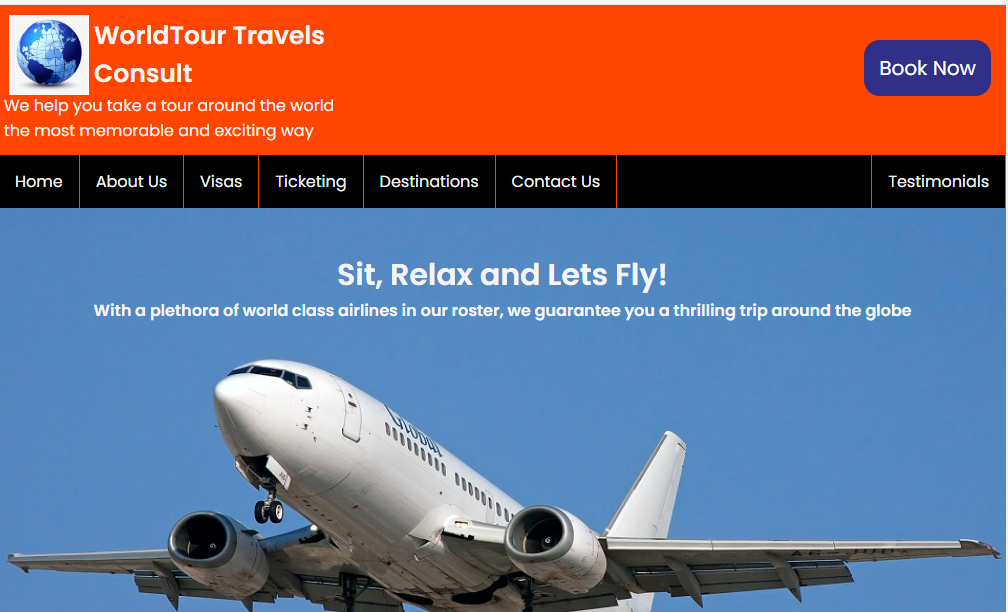 WorldTour Travels
Consult
We help you take a tour around the world
the most memorable and exciting way
Book Now
Home
About Us
Visas
Ticketing
Destinations
Contact Us
Testimonials
Sit, Relax and Lets Fly!
With a plethora of world class airlines in our roster, we guarantee you a thrilling trip around the globe
Global